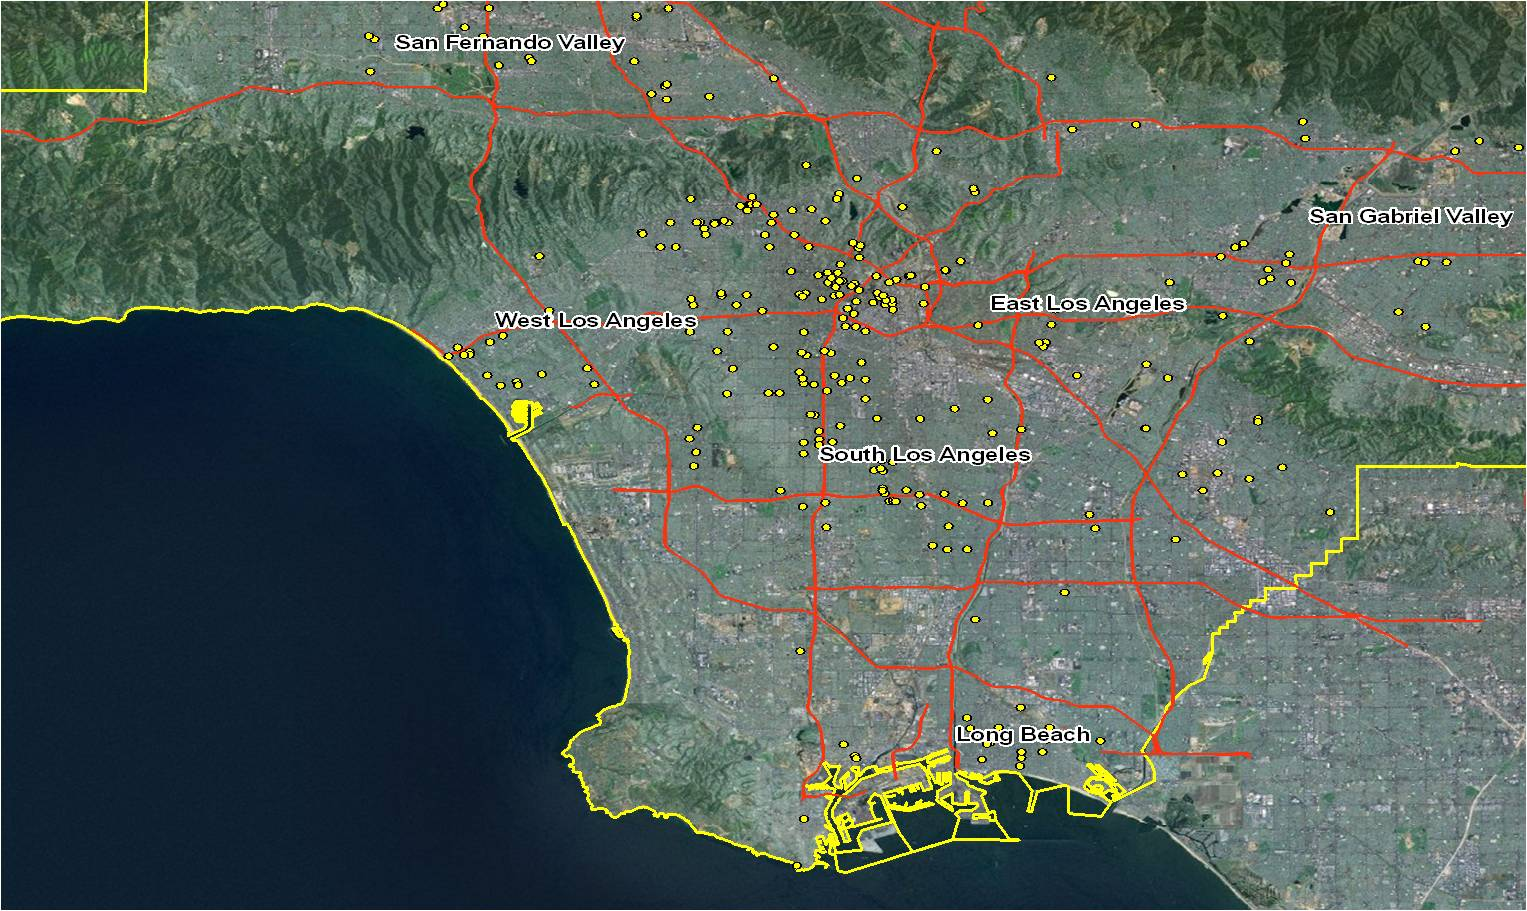 San Fernando Valley
San Gabriel Valley
East Los Angeles
West Los Angeles
South Los Angeles
Long Beach